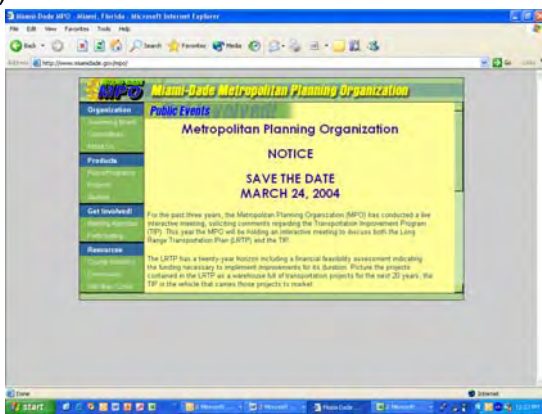 Miami-Dade MPO - Miami, Florida - Microsoft Internet Explorer
File Edit View Favorites Tools Help
Back Search Favorites Media
http://www.miamidade.gov/mpo/
MPO Miami-Dade Metropolitan Planning Organization
Organization
Governing Board
Committees
About Us
Products
Projects
Get Involved!
Resources
Public Events
Metropolitan Planning Organization
NOTICE
SAVE THE DATE
MARCH 24, 2004
For the past three years, the Metropolitan Planning Organization (MPO) has conducted a live
interactive meeting, soliciting comments regarding the Transportation Improvement Program
(TIP). This year the MPO will be holding an interactive meeting to discuss both the Long
Range Transportation Plan (LRTP) and the TIP.
The LRTP has a twenty-year horizon including a financial feasibility assessment indicating
the funding necessary to implement improvements for its duration. Picture the projects
contained in the LRTP as a warehouse full of transportation projects for the next 20 years, the
TIP is the vehicle that carries those projects to market.
Done
Internet
start